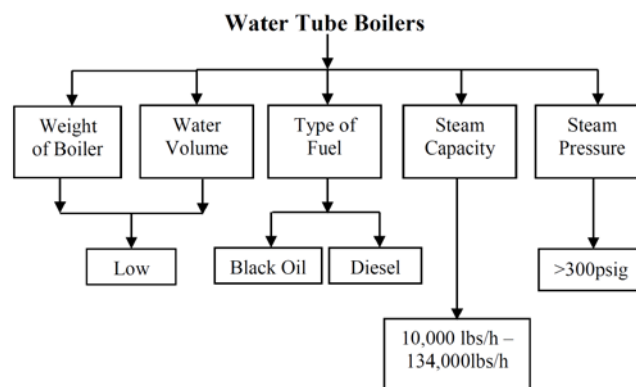 Water Tube Boilers
Weight
of Boiler
Water
Volume
Type of
Fuel
Steam
Capacity
Steam
Pressure
Low
Black Oil
Diesel
>300psig
10,000 lbs/h –
134,000lbs/h